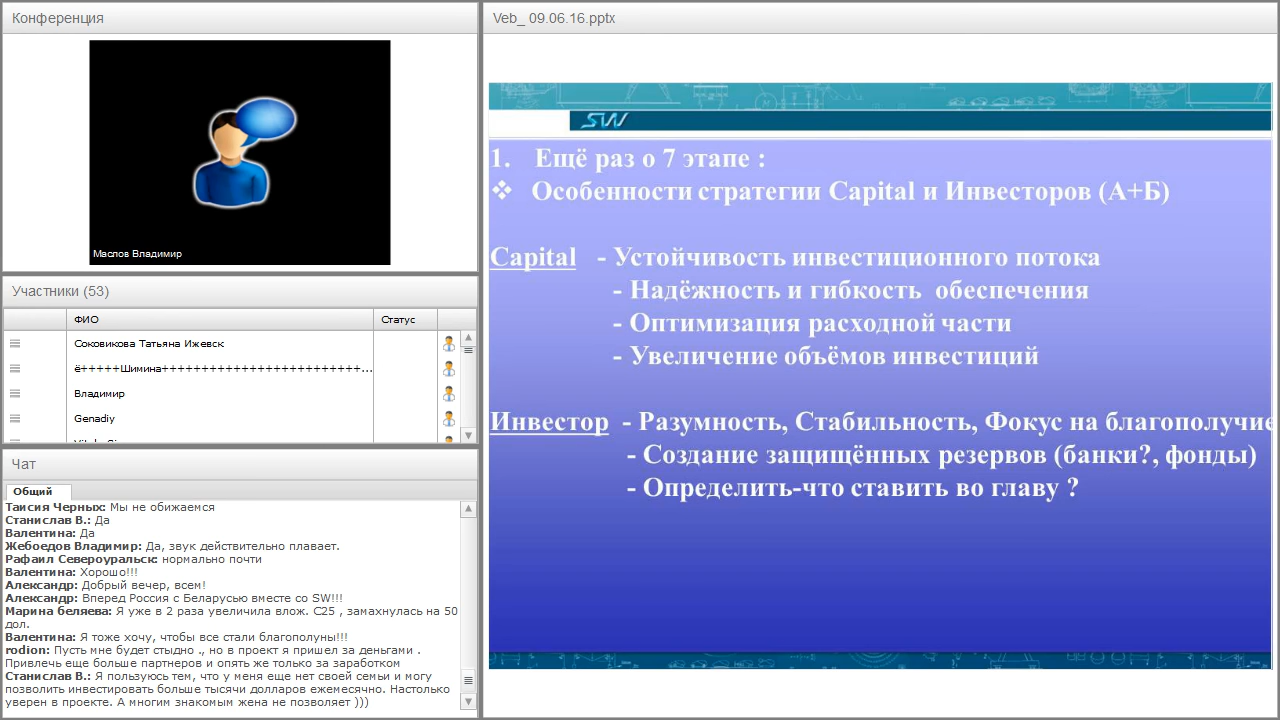 Конференция
Маслов Владимир
Участники (53)
ФИО
Статус
Соковикова Татьяна Ижевск
ё+++++Шимина+++++++++++++++++++++++++...
Владимир
Genadiy
Чат
Общий
Таисия Черных: Мы не обижаемся
Станислав В.: Да
Валентина: Да
Жебоедов Владимир: Да, звук действительно плавает.
Рафаил Североуральск: нормально почти
Валентина: Хорошо!!!
Александр: Добрый вечер, всем!
Александр: Вперед Россия с Беларусью вместе со SW!!!
Марина беляева: Я уже в 2 раза увеличила влож. С25 , замахнулась на 50
дол.
Валентина: Я тоже хочу, чтобы все стали благополуны!!!
rodion: Пусть мне будет стыдно ., но в проект я пришел за деньгами .
Привлечь еще больше партнеров и опять же только за заработком
Станислав В.: Я пользуюсь тем, что у меня еще нет своей семьи и могу
позволить инвестировать больше тысячи долларов ежемесячно. Настолько
уверен в проекте. А многим знакомым жена не позволяет )))
Veb_ 09.06.16.pptx
SW
1. Ещё раз о 7 этапе :
❖ Особенности стратегии Capital и Инвесторов (А+Б)
Capital - Устойчивость инвестиционного потока
- Надёжность и гибкость обеспечения
- Оптимизация расходной части
- Увеличение объёмов инвестиций
Инвестор - Разумность, Стабильность, Фокус на благополучие
- Создание защищённых резервов (банки?, фонды)
- Определить-что ставить во главу ?